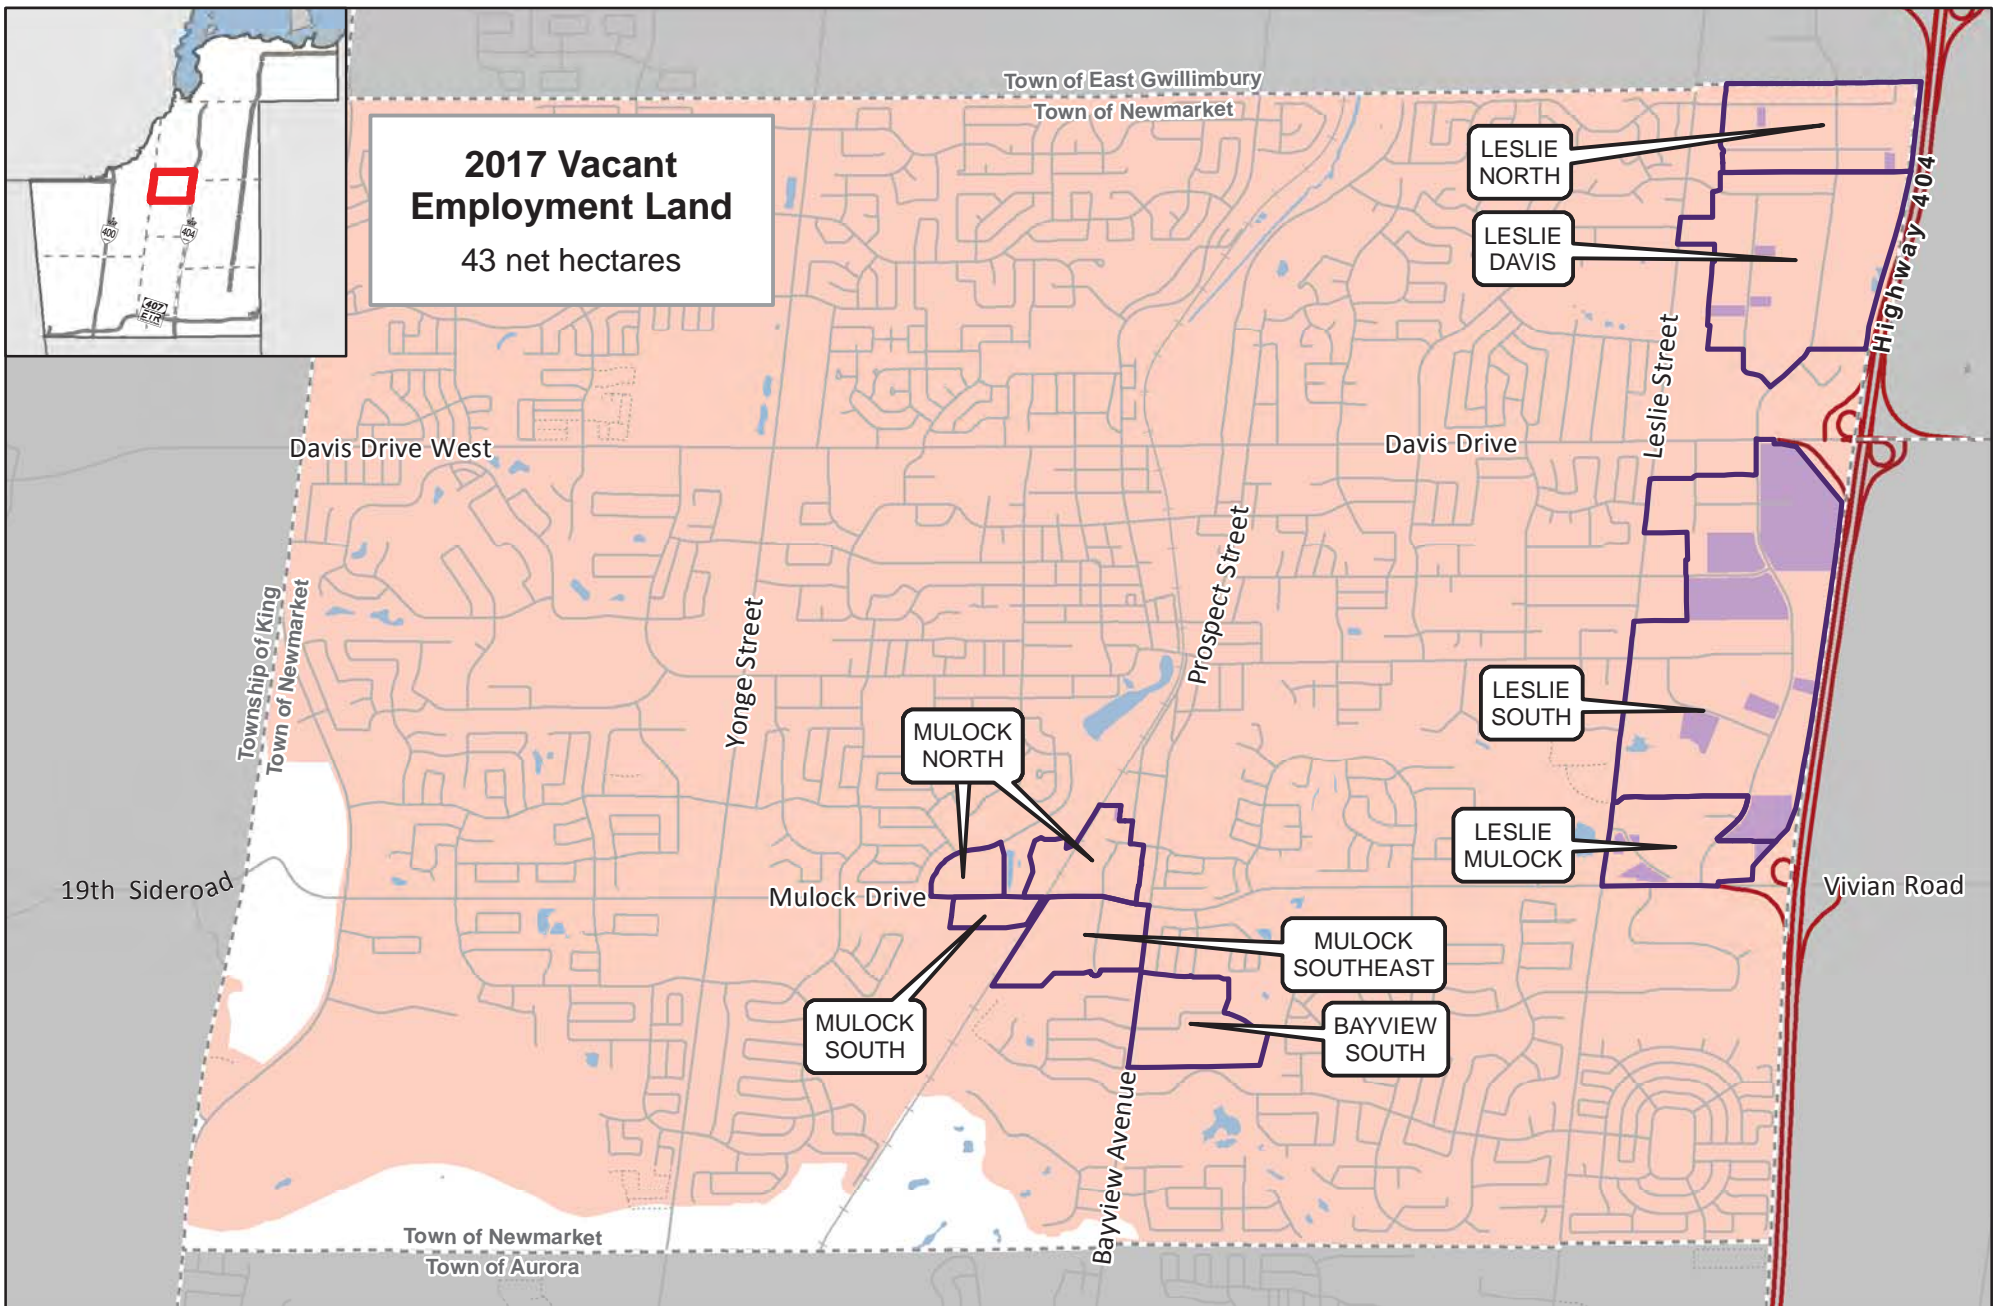 Town of East Gwillimbury
Town of Newmarket
2017 Vacant
Employment Land
43 net hectares
400
404
407
ETR
LESLIE
NORTH
LESLIE
DAVIS
Highway 404
Leslie Street
Davis Drive West
Davis Drive
Prospect Street
Township of King
Town of Newmarket
Yonge Street
LESLIE
SOUTH
MULOCK
NORTH
LESLIE
MULOCK
19th Sideroad
Mulock Drive
Vivian Road
MULOCK
SOUTHEAST
MULOCK
SOUTH
BAYVIEW
SOUTH
Bayview Avenue
Town of Newmarket
Town of Aurora